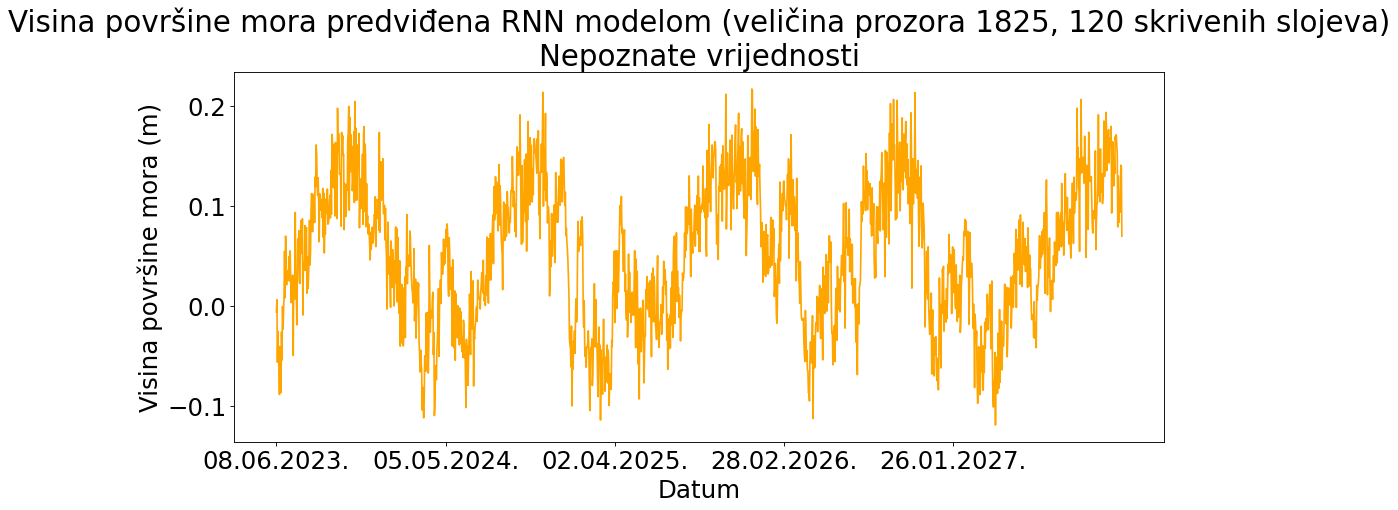 Visina površine mora predviđena RNN modelom (veličina prozora 1825, 120 skrivenih slojeva)
Nepoznate vrijednosti
Visina površine mora (m)
0.2
0.1
0.0
−0.1
08.06.2023. 05.05.2024. 02.04.2025. 28.02.2026. 26.01.2027.
Datum